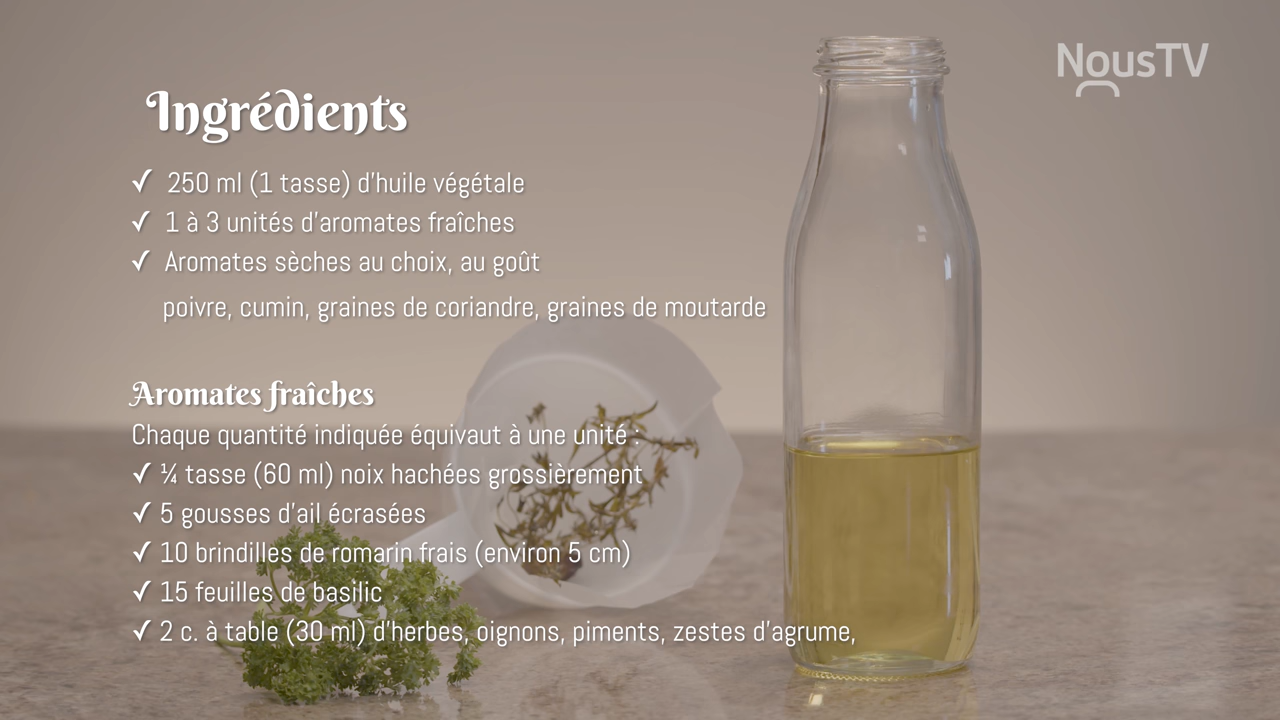 NousTV
Ingrédients
✓ 250 ml (1 tasse) d'huile végétale
✓ 1 à 3 unités d'aromates fraîches
✓ Aromates sèches au choix, au goût
poivre, cumin, graines de coriandre, graines de moutarde
Aromates fraîches
Chaque quantité indiquée équivaut à une unité :
✓ ¼ tasse (60 ml) noix hachées grossièrement
✓ 5 gousses d'ail écrasées
✓ 10 brindilles de romarin frais (environ 5 cm)
✓ 15 feuilles de basilic
✓ 2 c. à table (30 ml) d'herbes, oignons, piments, zestes d'agrume,